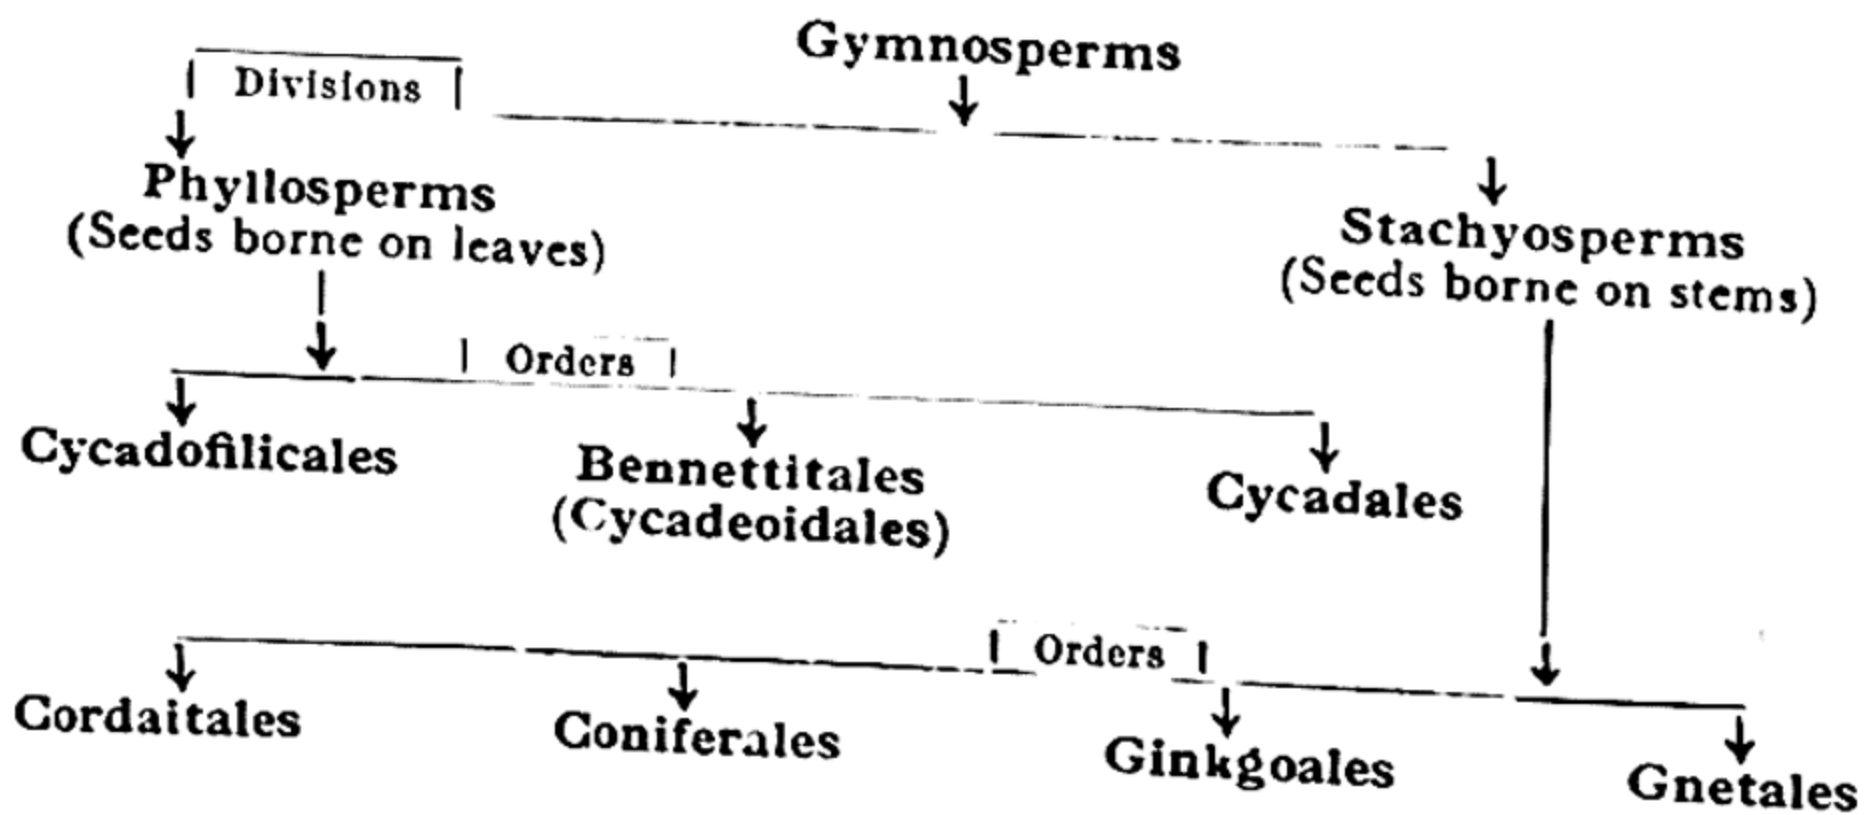 Gymnosperms
Divisions
Phyllosperms
(Seeds borne on leaves)
Stachyosperms
(Seeds borne on stems)
Orders
Cycadofilicales
Bennettitales
(Cycadeoidales)
Cycadales
Orders
Cordaitales
Coniferales
Ginkgoales
Gnetales